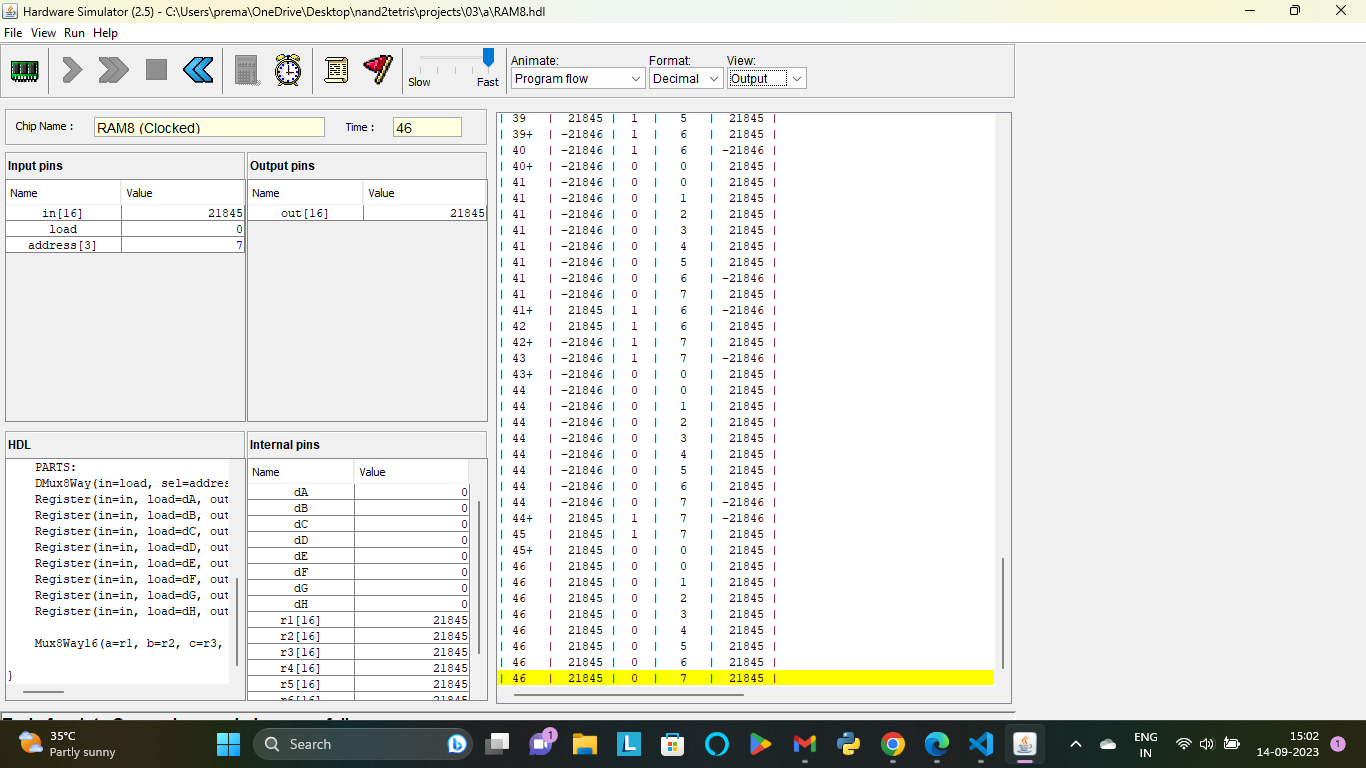 Hardware Simulator (2.5) - C:\Users\prema\OneDrive\Desktop\nand2tetris\projects\03\a\RAM8.hdl
File View Run Help
Animate: Format: View:
Slow Fast Program flow Decimal Output
Chip Name : RAM8 (Clocked) Time : 46
Input pins
Name Value
in[16] 21845
load 0
address[3] 7
Output pins
Name Value
out[16] 21845
HDL
PARTS:
DMux8Way(in=load, sel=addres
Register(in=in, load=dA, out
Register(in=in, load=dB, out
Register(in=in, load=dC, out
Register(in=in, load=dD, out
Register(in=in, load=dE, out
Register(in=in, load=dF, out
Register(in=in, load=dG, out
Register(in=in, load=dH, out
Mux8Way16(a=r1, b=r2, c=r3,
}
Internal pins
Name Value
dA 0
dB 0
dC 0
dD 0
dE 0
dF 0
dG 0
dH 0
r1[16] 21845
r2[16] 21845
r3[16] 21845
r4[16] 21845
r5[16] 21845
| 39 | 21845 | 1 | 5 | 21845 |
| 39+ | -21846 | 1 | 6 | 21845 |
| 40 | -21846 | 1 | 6 | -21846 |
| 40+ | -21846 | 0 | 0 | 21845 |
| 41 | -21846 | 0 | 0 | 21845 |
| 41 | -21846 | 0 | 1 | 21845 |
| 41 | -21846 | 0 | 2 | 21845 |
| 41 | -21846 | 0 | 3 | 21845 |
| 41 | -21846 | 0 | 4 | 21845 |
| 41 | -21846 | 0 | 5 | 21845 |
| 41 | -21846 | 0 | 6 | -21846 |
| 41 | -21846 | 0 | 7 | 21845 |
| 41+ | 21845 | 1 | 6 | -21846 |
| 42 | 21845 | 1 | 6 | 21845 |
| 42+ | -21846 | 1 | 7 | 21845 |
| 43 | -21846 | 1 | 7 | -21846 |
| 43+ | -21846 | 0 | 0 | 21845 |
| 44 | -21846 | 0 | 0 | 21845 |
| 44 | -21846 | 0 | 1 | 21845 |
| 44 | -21846 | 0 | 2 | 21845 |
| 44 | -21846 | 0 | 3 | 21845 |
| 44 | -21846 | 0 | 4 | 21845 |
| 44 | -21846 | 0 | 5 | 21845 |
| 44 | -21846 | 0 | 6 | 21845 |
| 44 | -21846 | 0 | 7 | -21846 |
| 44+ | 21845 | 1 | 7 | -21846 |
| 45 | 21845 | 1 | 7 | 21845 |
| 45+ | 21845 | 0 | 0 | 21845 |
| 46 | 21845 | 0 | 0 | 21845 |
| 46 | 21845 | 0 | 1 | 21845 |
| 46 | 21845 | 0 | 2 | 21845 |
| 46 | 21845 | 0 | 3 | 21845 |
| 46 | 21845 | 0 | 4 | 21845 |
| 46 | 21845 | 0 | 5 | 21845 |
| 46 | 21845 | 0 | 6 | 21845 |
| 46 | 21845 | 0 | 7 | 21845 |
35°C
Partly sunny
Search
1
ENG
IN
15:02
14-09-2023
1